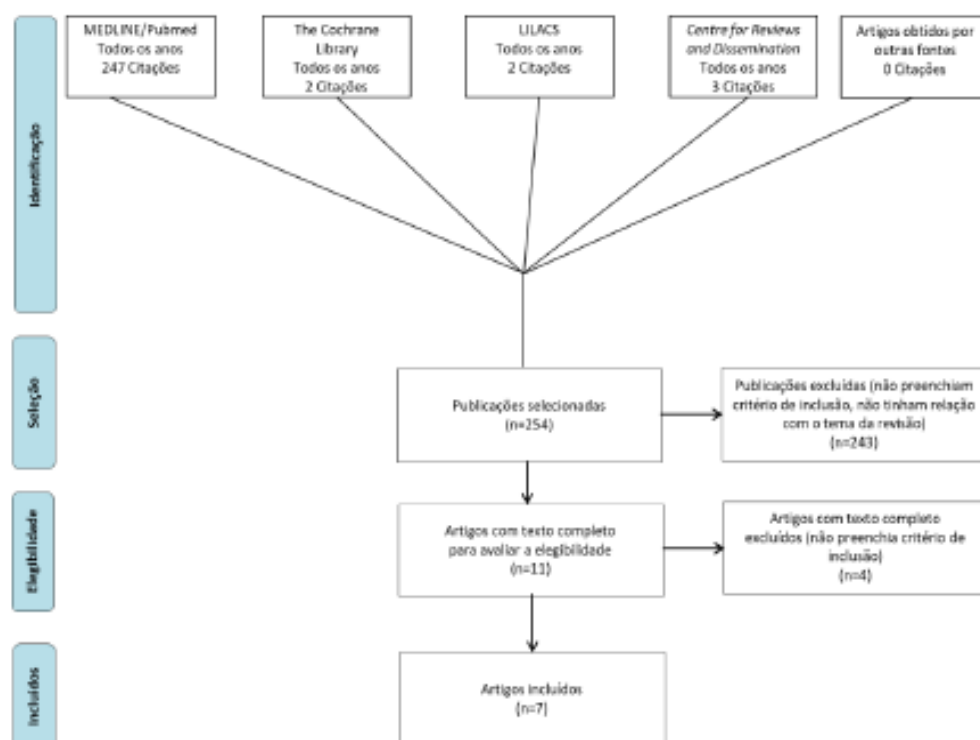 Identificação
MEDLINE/Pubmed
Todos os anos
247 Citações
The Cochrane
Library
Todos os anos
2 Citações
LILACS
Todos os anos
2 Citações
Centre for Reviews
and Dissemination
Todos os anos
3 Citações
Artigos obtidos por
outras fontes
0 Citações
Seleção
Publicações selecionadas
(n=254)
Publicações excluídas (não preenchiam
critério de inclusão, não tinham relação
com o tema da revisão)
(n=243)
Elegibilidade
Artigos com texto completo
para avaliar a elegibilidade
(n=11)
Artigos com texto completo
excluídos (não preenchia critério de
inclusão)
(n=4)
Incluídos
Artigos incluídos
(n=7)